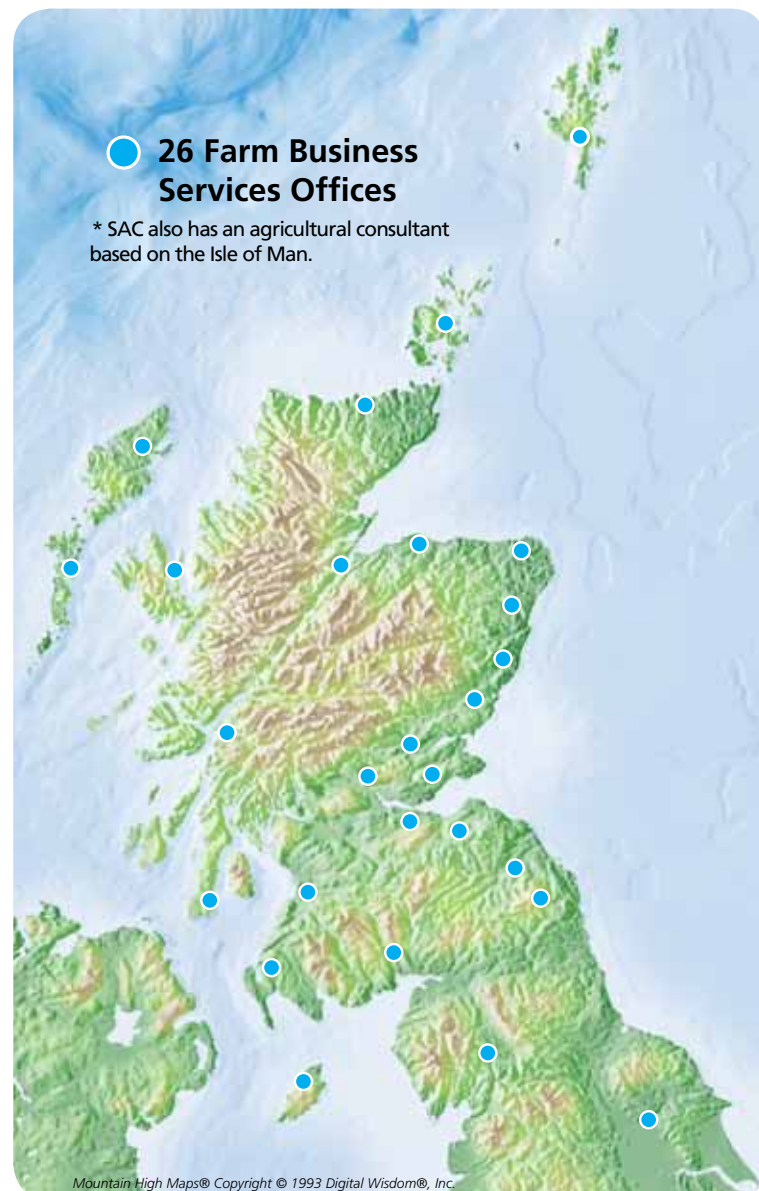 26 Farm Business
Services Offices
* SAC also has an agricultural consultant
based on the Isle of Man.
Mountain High Maps® Copyright © 1993 Digital Wisdom®, Inc.